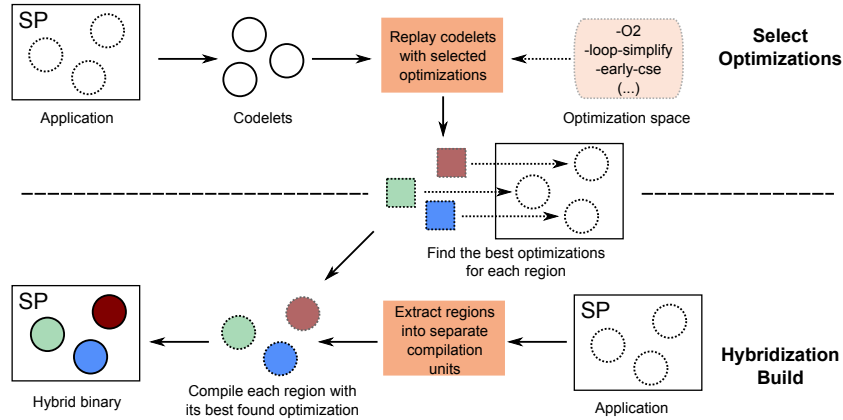 SP
Application
Codelets
Replay codelets
with selected
optimizations
-O2
-loop-simplify
-early-cse
(...)
Optimization space
Select
Optimizations
Find the best optimizations
for each region
SP
Hybrid binary
Compile each region with
its best found optimization
Extract regions
into separate
compilation
units
SP
Application
Hybridization
Build